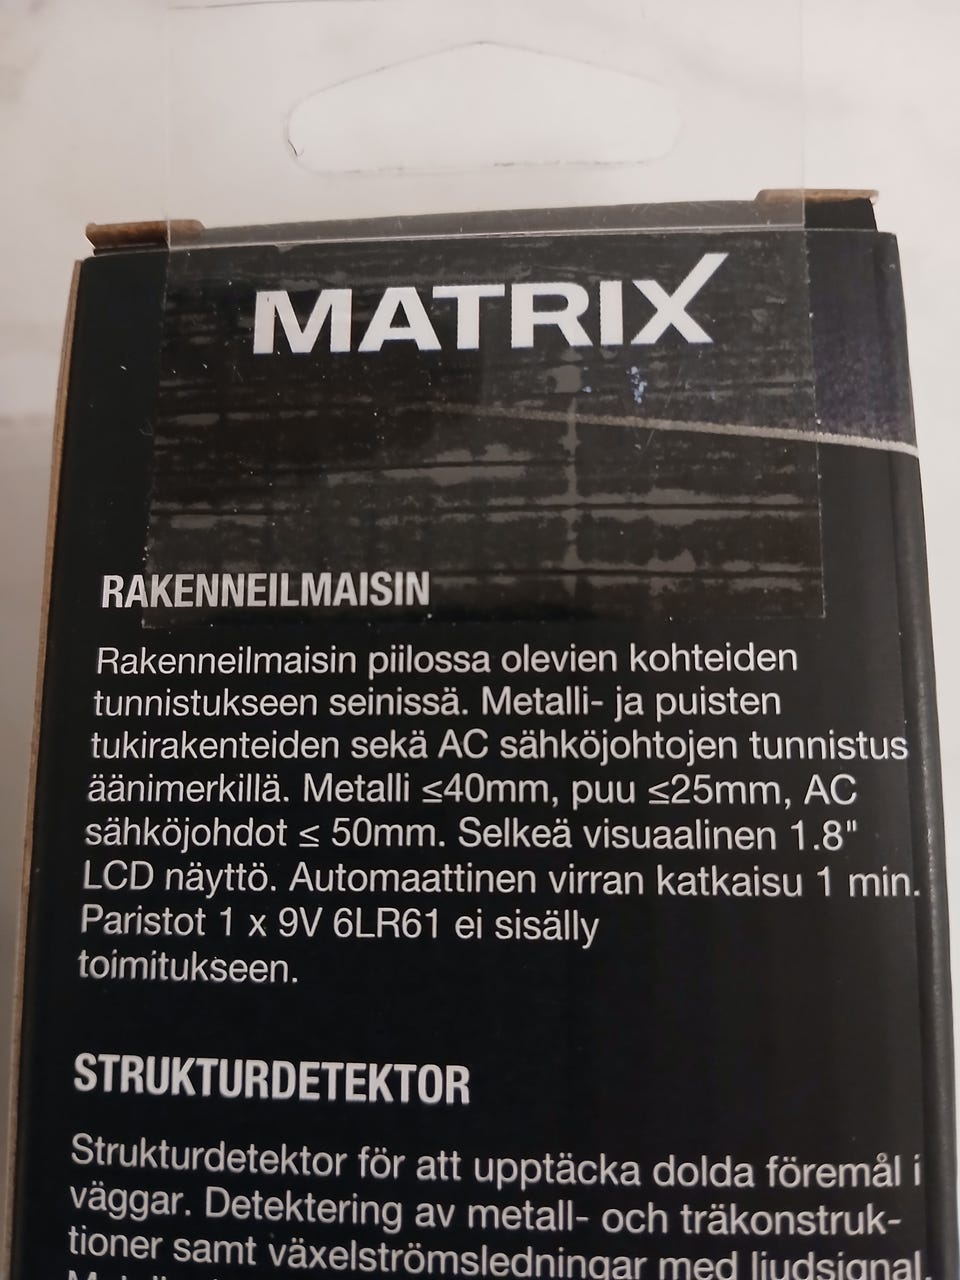 MATRIX
RAKENNEILMAISIN
Rakenneilmaisin piilossa olevien kohteiden
tunnistukseen seinissä. Metalli- ja puisten
tukirakenteiden sekä AC sähköjohtojen tunnistus
äänimerkillä. Metalli ≤40mm, puu ≤25mm, AC
sähköjohdot ≤ 50mm. Selkeä visuaalinen 1.8"
LCD näyttö. Automaattinen virran katkaisu 1 min.
Paristot 1 x 9V 6LR61 ei sisälly
toimitukseen.
STRUKTURDETEKTOR
Strukturdetektor för att upptäcka dolda föremål i
väggar. Detektering av metall- och träkonstruk-
tioner samt växelströmsledningar med ljudsignal.